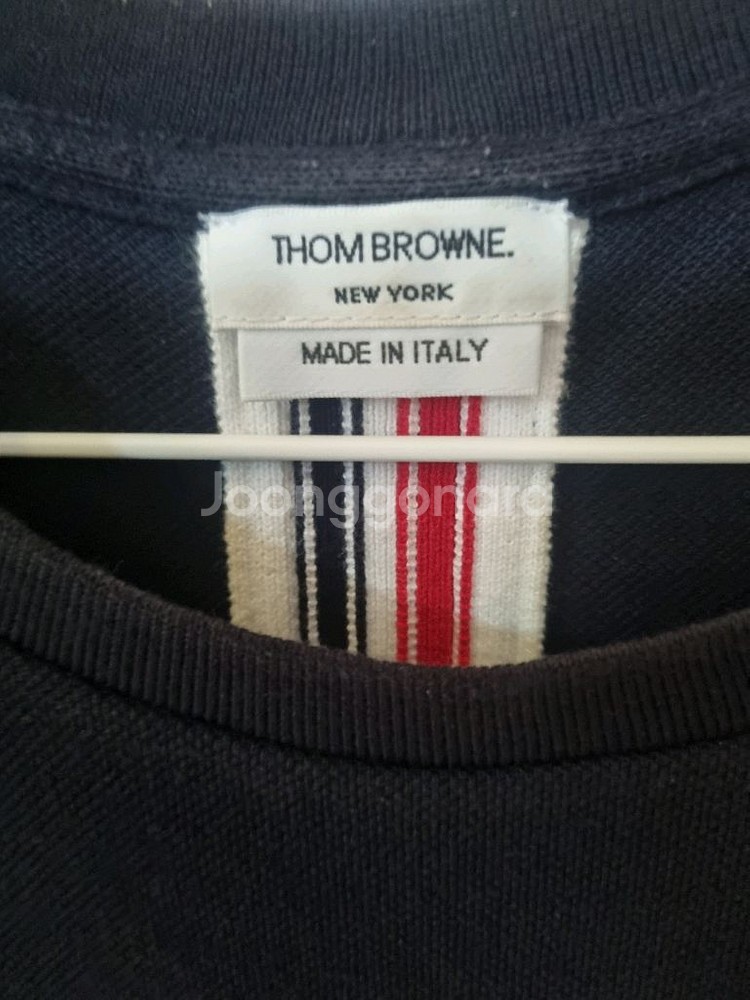 THOM BROWNE.
NEW YORK
MADE IN ITALY
Joonggonara